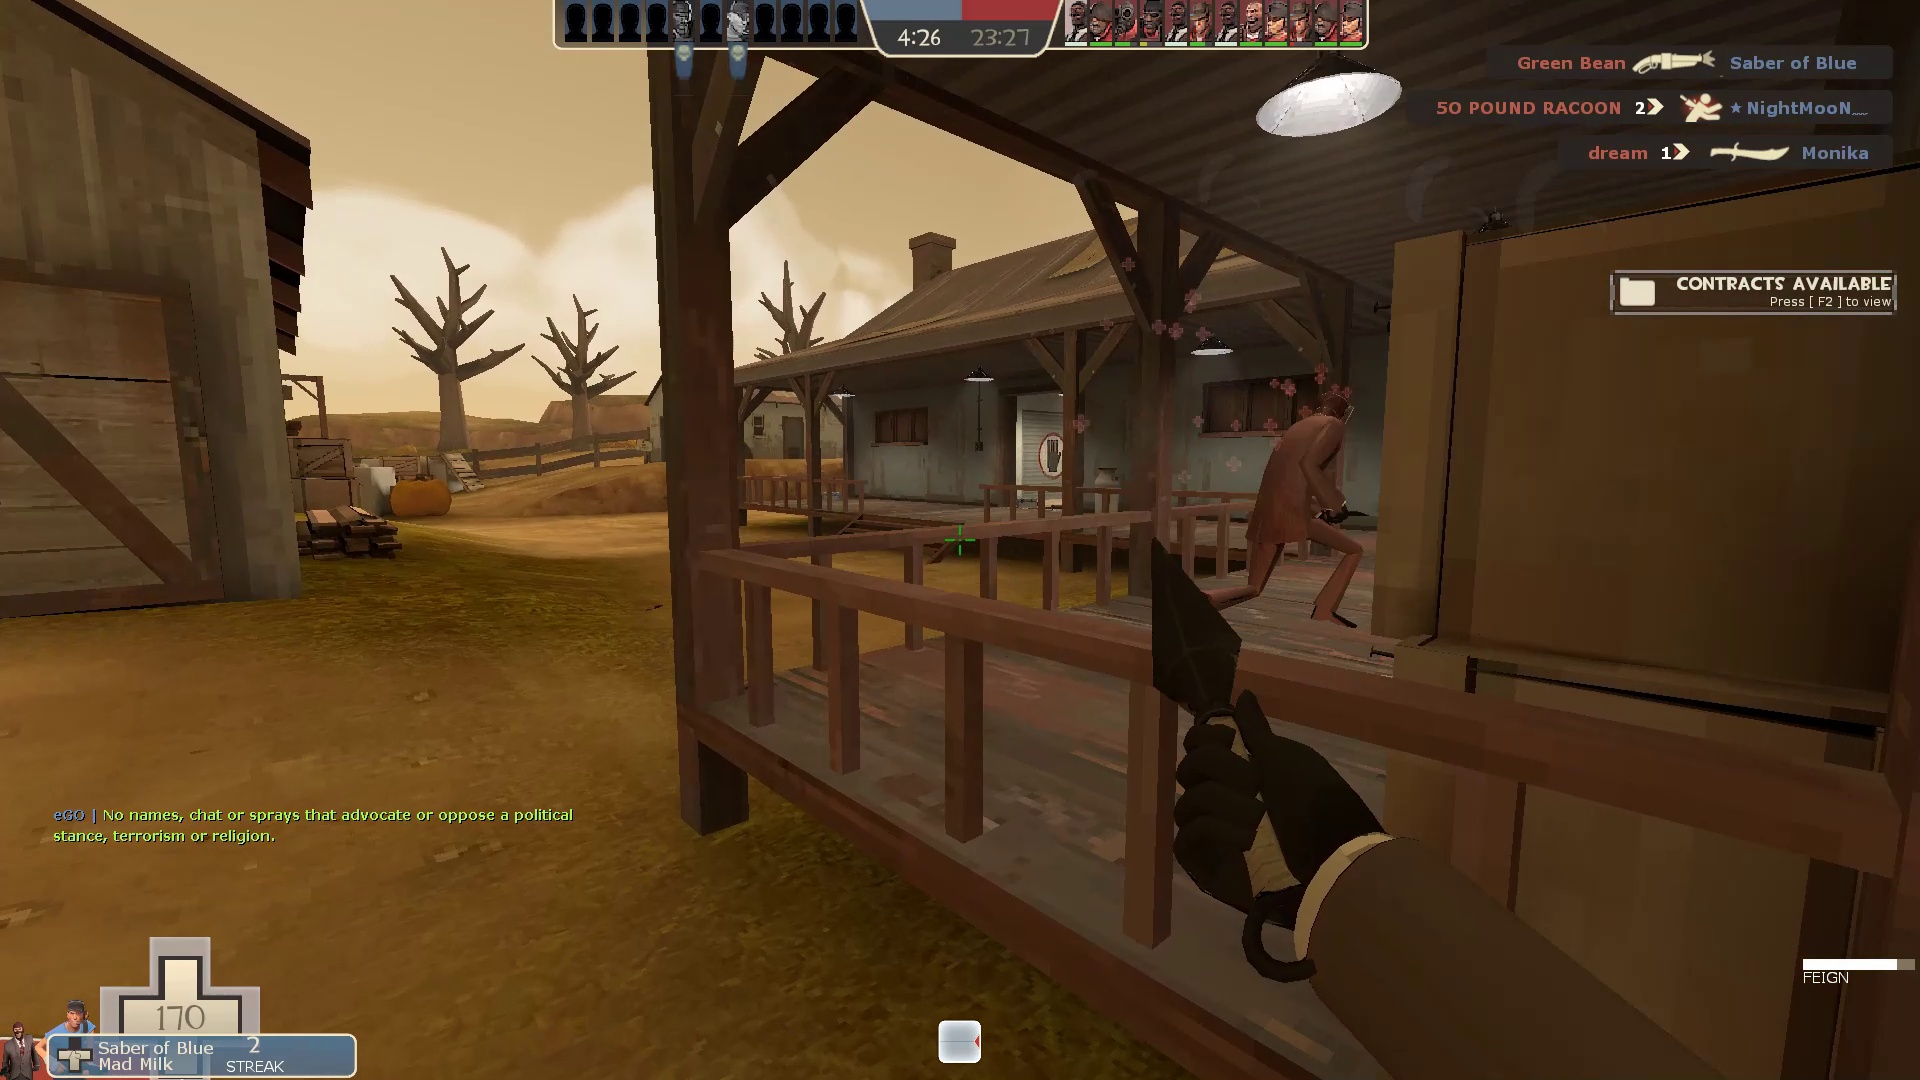 4:26 23:27
Green Bean Saber of Blue
50 POUND RACOON 2 ★ NightMooN__
dream 1 Monika
CONTRACTS AVAILABLE
Press [ F2 ] to view
eGO | No names, chat or sprays that advocate or oppose a political
stance, terrorism or religion.
FEIGN
170
Saber of Blue 2
Mad Milk STREAK